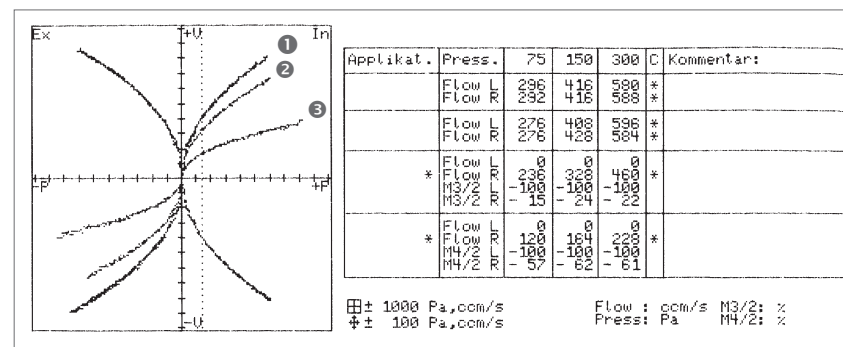 Ex +V In
❶
❷
❸
-P +P
-V
Applikat. Press. 75 150 300 C Kommentar:
Flow L 296 416 580 *
Flow R 292 416 588 *
Flow L 276 408 596 *
Flow R 276 428 584 *
Flow L 0 0 0
* Flow R 236 328 460 *
M3/2 L -100 -100 -100
M3/2 R - 15 - 24 - 22
Flow L 0 0 0
* Flow R 120 164 228 *
M4/2 L -100 -100 -100
M4/2 R - 57 - 62 - 61
± 1000 Pa,ccm/s Flow : ccm/s M3/2: %
± 100 Pa,ccm/s Press: Pa M4/2: %